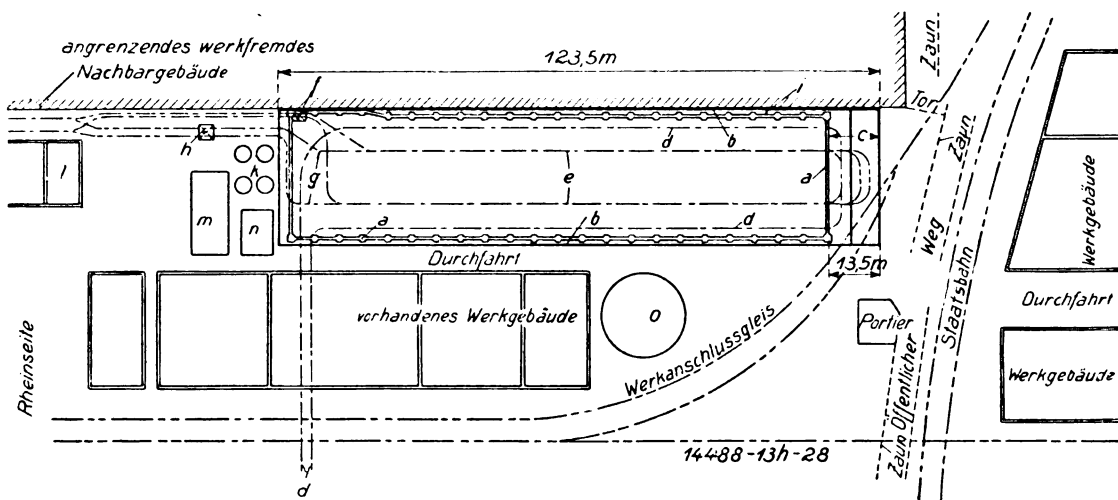 angrenzendes werkfremdes
Nachbargebäude
123,5m
Zaun
Tor
h
k
l
m
n
g
e
d
b
a
c
a
b
d
13,5m
Zaun
Weg
Staatsbahn
Werkgebäude
Durchfahrt
Durchfahrt
vorhandenes Werkgebäude
o
Portier
Werkanschlussgleis
Werkgebäude
Rheinseite
Zaun
Öffentlicher
14488-13h-28
d